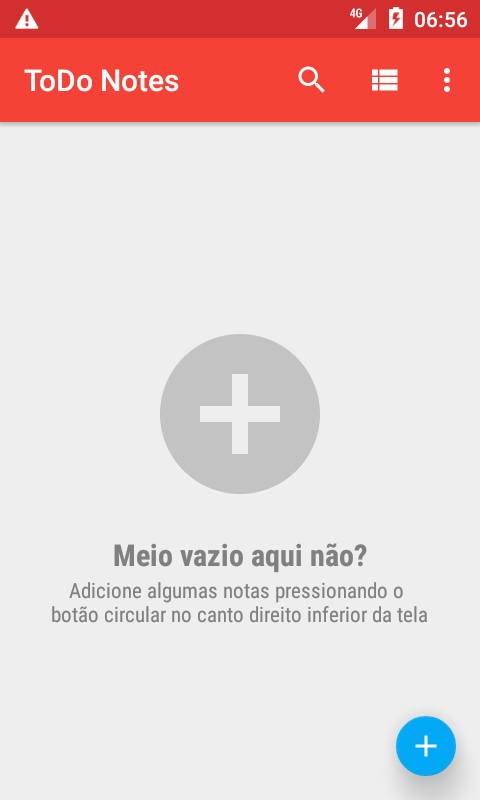 4G
06:56
ToDo Notes
Meio vazio aqui não?
Adicione algumas notas pressionando o
botão circular no canto direito inferior da tela